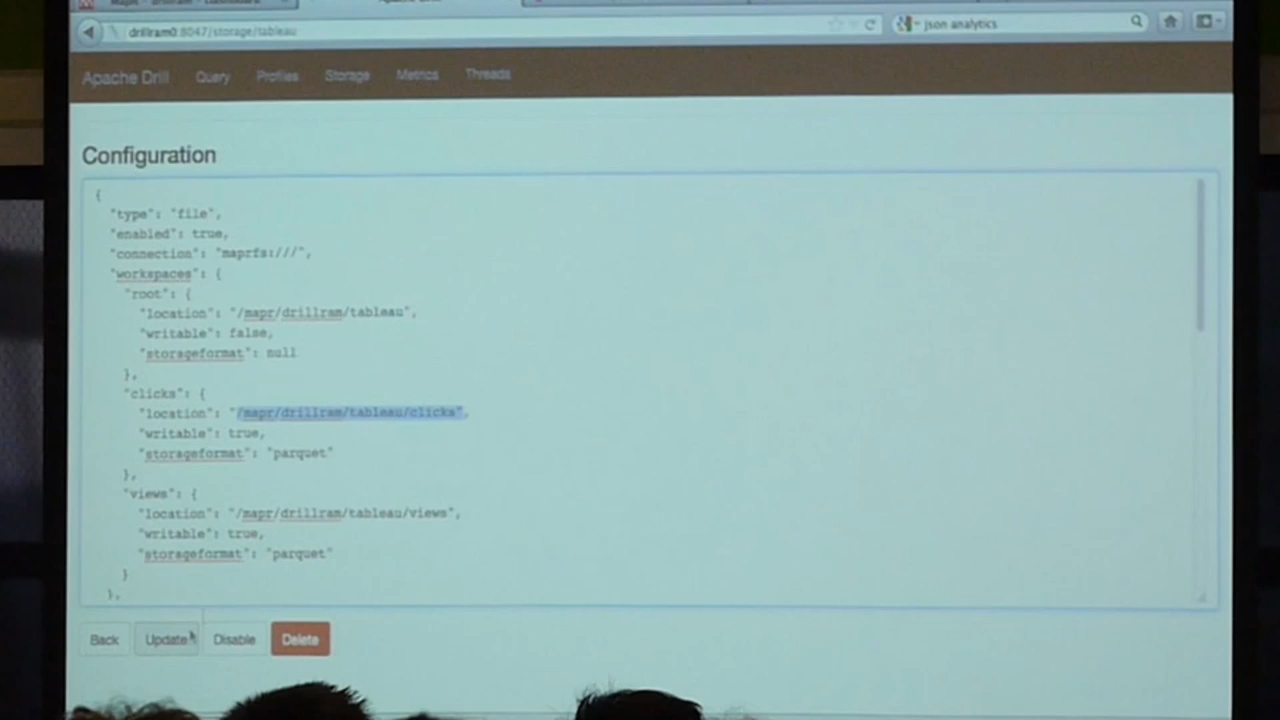 drillram0:8047/storage/tableau
json analytics
Apache Drill Query Profiles Storage Metrics Threads
Configuration
{
"type": "file",
"enabled": true,
"connection": "maprfs:///",
"workspaces": {
"root": {
"location": "/mapr/drillram/tableau",
"writable": false,
"storageformat": null
},
"clicks": {
"location": "/mapr/drillram/tableau/clicks",
"writable": true,
"storageformat": "parquet"
},
"views": {
"location": "/mapr/drillram/tableau/views",
"writable": true,
"storageformat": "parquet"
}
},
Back Update Disable Delete